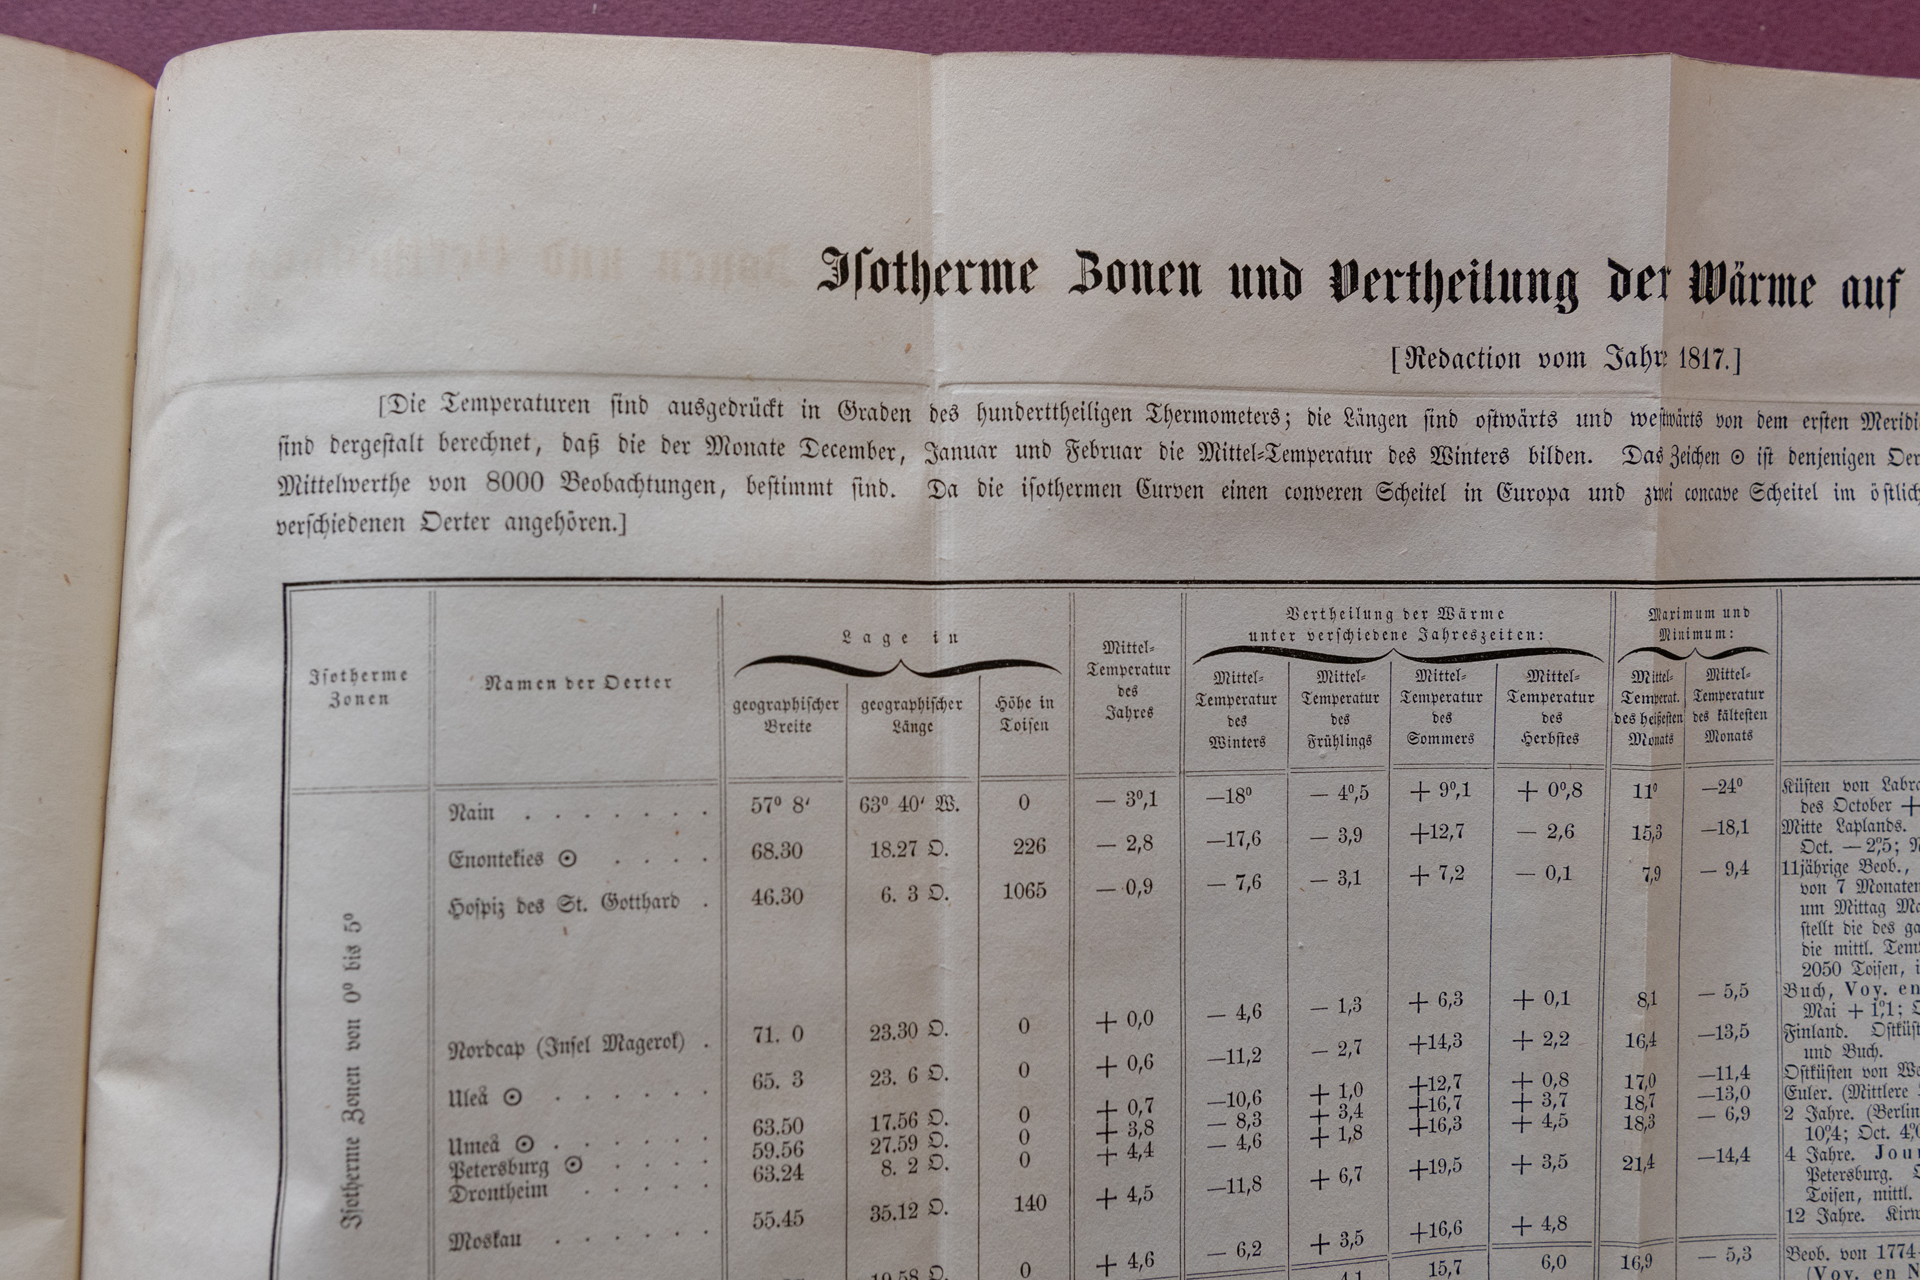 Isotherme Zonen und Vertheilung der Wärme auf
[Redaction vom Jahre 1817.]
[Die Temperaturen sind ausgedrückt in Graden des hunderttheiligen Thermometers; die Längen sind ostwärts und westwärts von dem ersten
sind dergestalt berechnet, daß die der Monate December, Januar und Februar die Mittel-Temperatur des Winters bilden. Das Zeichen ⊙ ist denjenigen
Mittelwerthe von 8000 Beobachtungen, bestimmt sind. Da die isothermen Curven einen convexen Scheitel in Europa und zwei concave Scheitel im
verschiedenen Oerter angehören.]
Isotherme Zonen
Namen der Oerter
Lage in
geographischer Breite
geographischer Länge
Höhe in Toisen
Mittel-Temperatur des Jahres
Vertheilung der Wärme
unter verschiedene Jahreszeiten:
Mittel-Temperatur des Winters
Mittel-Temperatur des Frühlings
Mittel-Temperatur des Sommers
Mittel-Temperatur des Herbstes
Maximum und
Minimum:
Mittel-Temperat. des heißesten Monats
Mittel-Temperatur des kältesten Monats
Isotherme Zonen von 0° bis 5°
Nain . . . . . . . 57° 8' 63° 40' W. 0 — 3°,1 —18° — 4°,5 + 9°,1 + 0°,8 11° —24° Küsten von
des October +
Enontekies ⊙ . . . . 68.30 18.27 O. 226 — 2,8 —17,6 — 3,9 +12,7 — 2,6 15,3 —18,1 Mitte Laplands.
Oct. — 2°,5;
Hospiz des St. Gotthard . 46.30 6. 3 O. 1065 — 0,9 — 7,6 — 3,1 + 7,2 — 0,1 7,9 — 9,4 11jährige Beob.,
von 7 Monaten
um Mittag
stellt die des
die mittl.
2050 Toisen,
Nordcap (Insel Magerok) . 71. 0 23.30 O. 0 + 0,0 — 4,6 — 1,3 + 6,3 + 0,1 8,1 — 5,5 Buch, Voy. en
Mai + 1°,1;
Uleå ⊙ . . . . . . 65. 3 23. 6 O. 0 + 0,6 —11,2 — 2,7 +14,3 + 2,2 16,4 —13,5 Finland.
und Buch.
Umeå ⊙ . . . . . . 63.50 17.56 O. 0 + 0,7 —10,6 + 1,0 +12,7 + 0,8 17,0 —11,4 Ostküsten von
Petersburg ⊙ . . . . 59.56 27.59 O. 0 + 3,8 — 8,3 + 3,4 +16,7 + 3,7 18,7 —13,0 Euler. (Mittlere
Drontheim . . . . . 63.24 8. 2 O. 0 + 4,4 — 4,6 + 1,8 +16,3 + 4,5 18,3 — 6,9 2 Jahre. (Berlin
10°,4; Oct.
Moskau . . . . . . 55.45 35.12 O. 140 + 4,5 —11,8 + 6,7 +19,5 + 3,5 21,4 —14,4 4 Jahre.
Petersburg.
Toisen, mittl.
0 + 4,6 — 6,2 + 3,5 +16,6 + 4,8 12 Jahre.
15,7 6,0 16,9 — 5,3 Beob. von 1774
(Voy. en